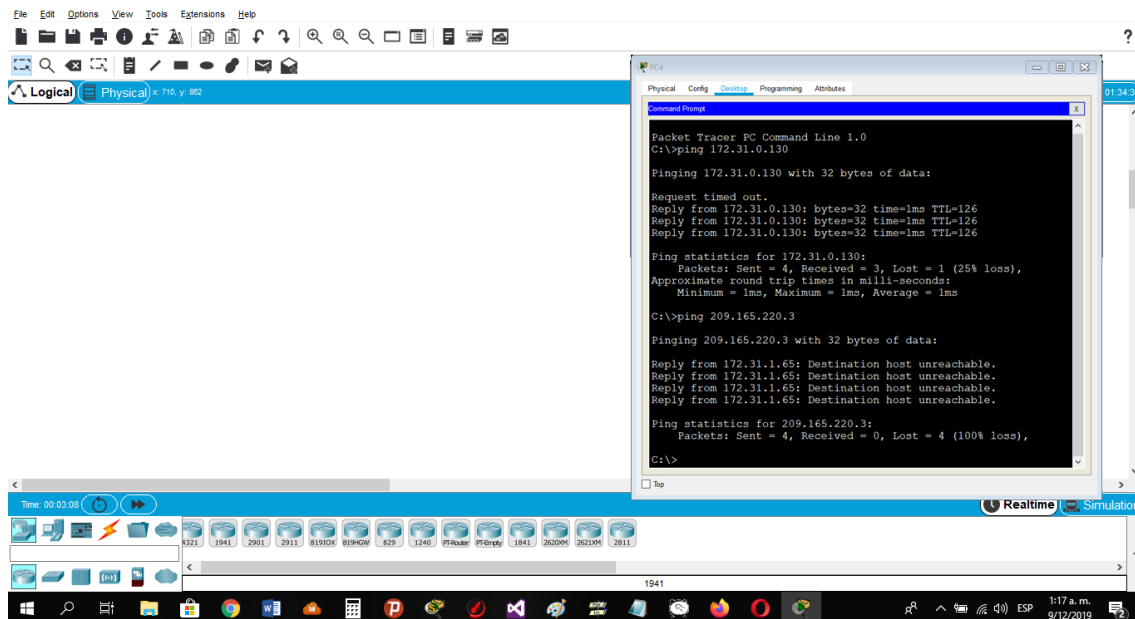 File Edit Options View Tools Extensions Help
?
Logical Physical x: 710, y: 862
PC4
01:34:3
Physical Config Desktop Programming Attributes
Command Prompt X
Packet Tracer PC Command Line 1.0
C:\>ping 172.31.0.130
Pinging 172.31.0.130 with 32 bytes of data:
Request timed out.
Reply from 172.31.0.130: bytes=32 time=1ms TTL=126
Reply from 172.31.0.130: bytes=32 time=1ms TTL=126
Reply from 172.31.0.130: bytes=32 time=1ms TTL=126
Ping statistics for 172.31.0.130:
Packets: Sent = 4, Received = 3, Lost = 1 (25% loss),
Approximate round trip times in milli-seconds:
Minimum = 1ms, Maximum = 1ms, Average = 1ms
C:\>ping 209.165.220.3
Pinging 209.165.220.3 with 32 bytes of data:
Reply from 172.31.1.65: Destination host unreachable.
Reply from 172.31.1.65: Destination host unreachable.
Reply from 172.31.1.65: Destination host unreachable.
Reply from 172.31.1.65: Destination host unreachable.
Ping statistics for 209.165.220.3:
Packets: Sent = 4, Received = 0, Lost = 4 (100% loss),
C:\>
Top
Time: 00:03:08 Realtime Simulation
4321 1941 2901 2911 819IOX 819HGW 829 1240 PT-Router PT-Empty 1841 2620XM 2621XM 2811
1941
ESP
1:17 a. m.
9/12/2019
2